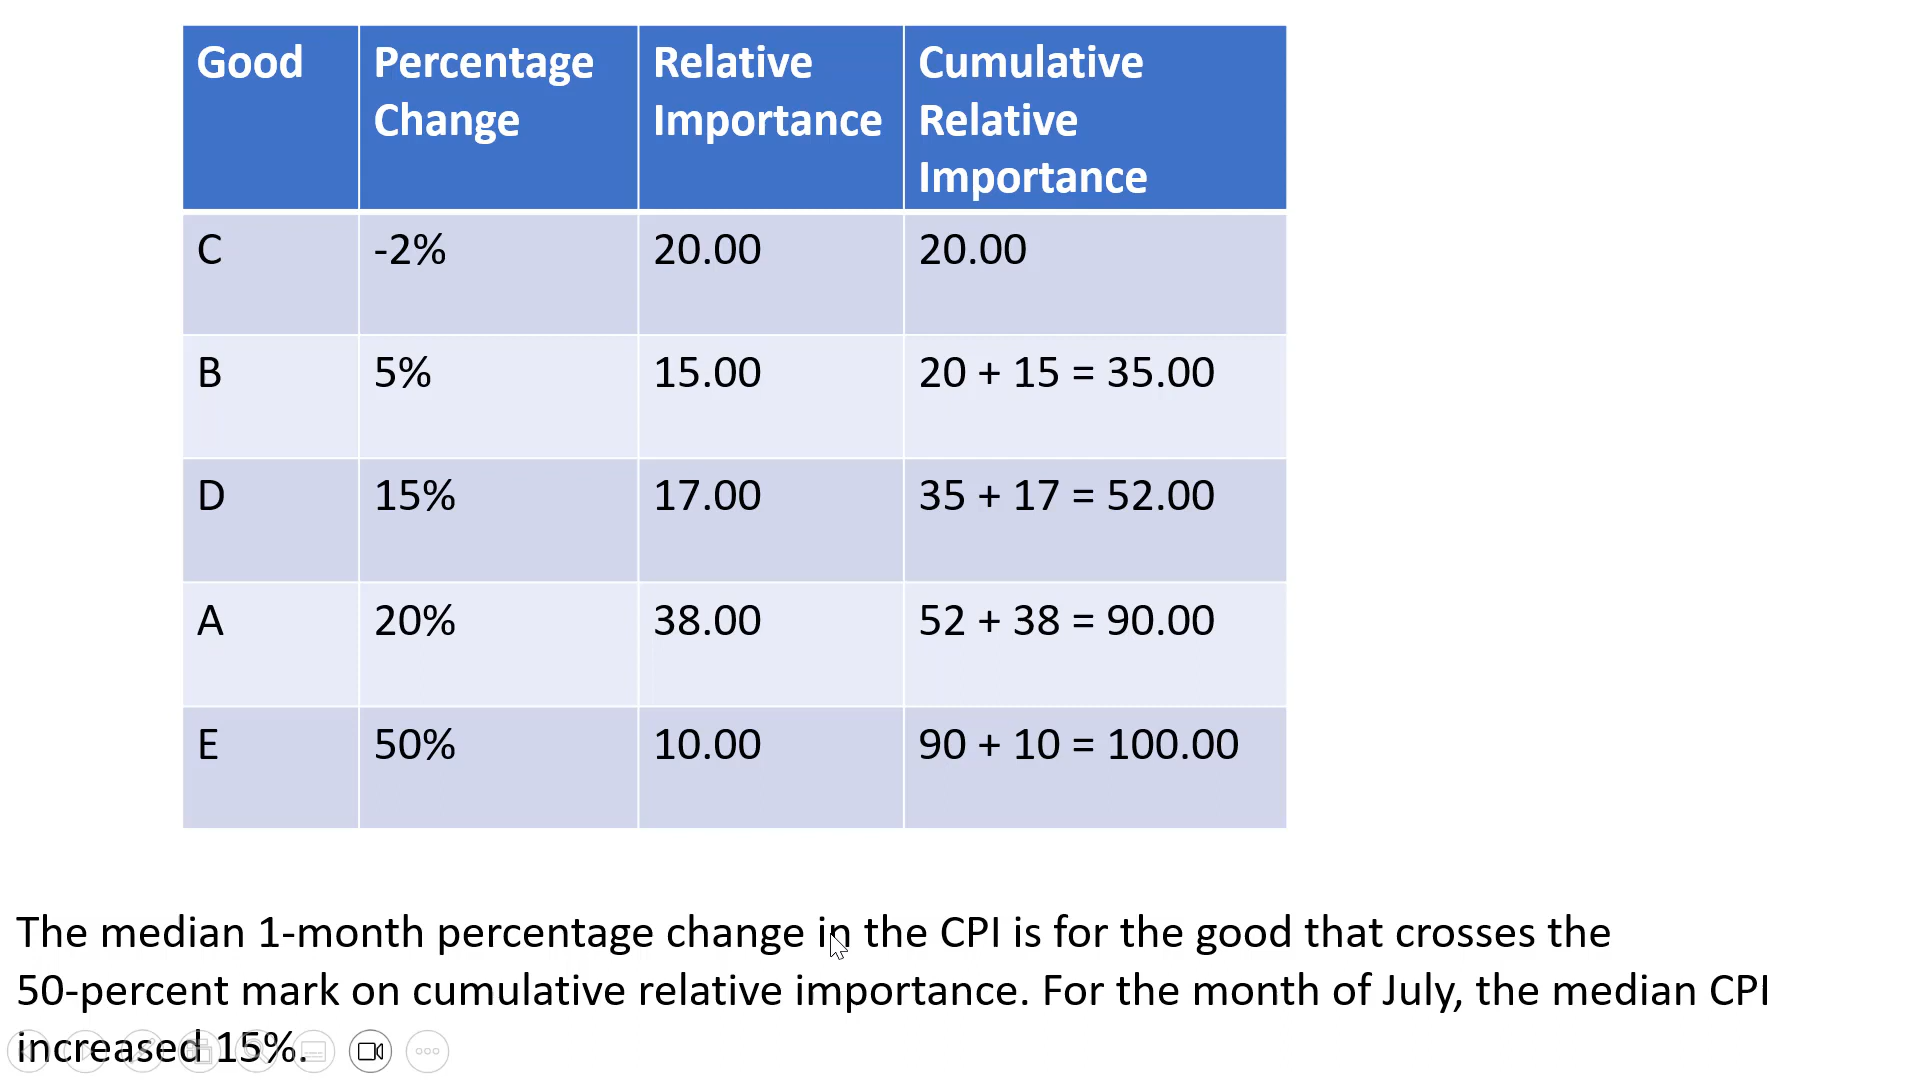 Good Percentage Change Relative Importance Cumulative Relative Importance
C -2% 20.00 20.00
B 5% 15.00 20 + 15 = 35.00
D 15% 17.00 35 + 17 = 52.00
A 20% 38.00 52 + 38 = 90.00
E 50% 10.00 90 + 10 = 100.00
The median 1-month percentage change in the CPI is for the good that crosses the
50-percent mark on cumulative relative importance. For the month of July, the median CPI
increased 15%.